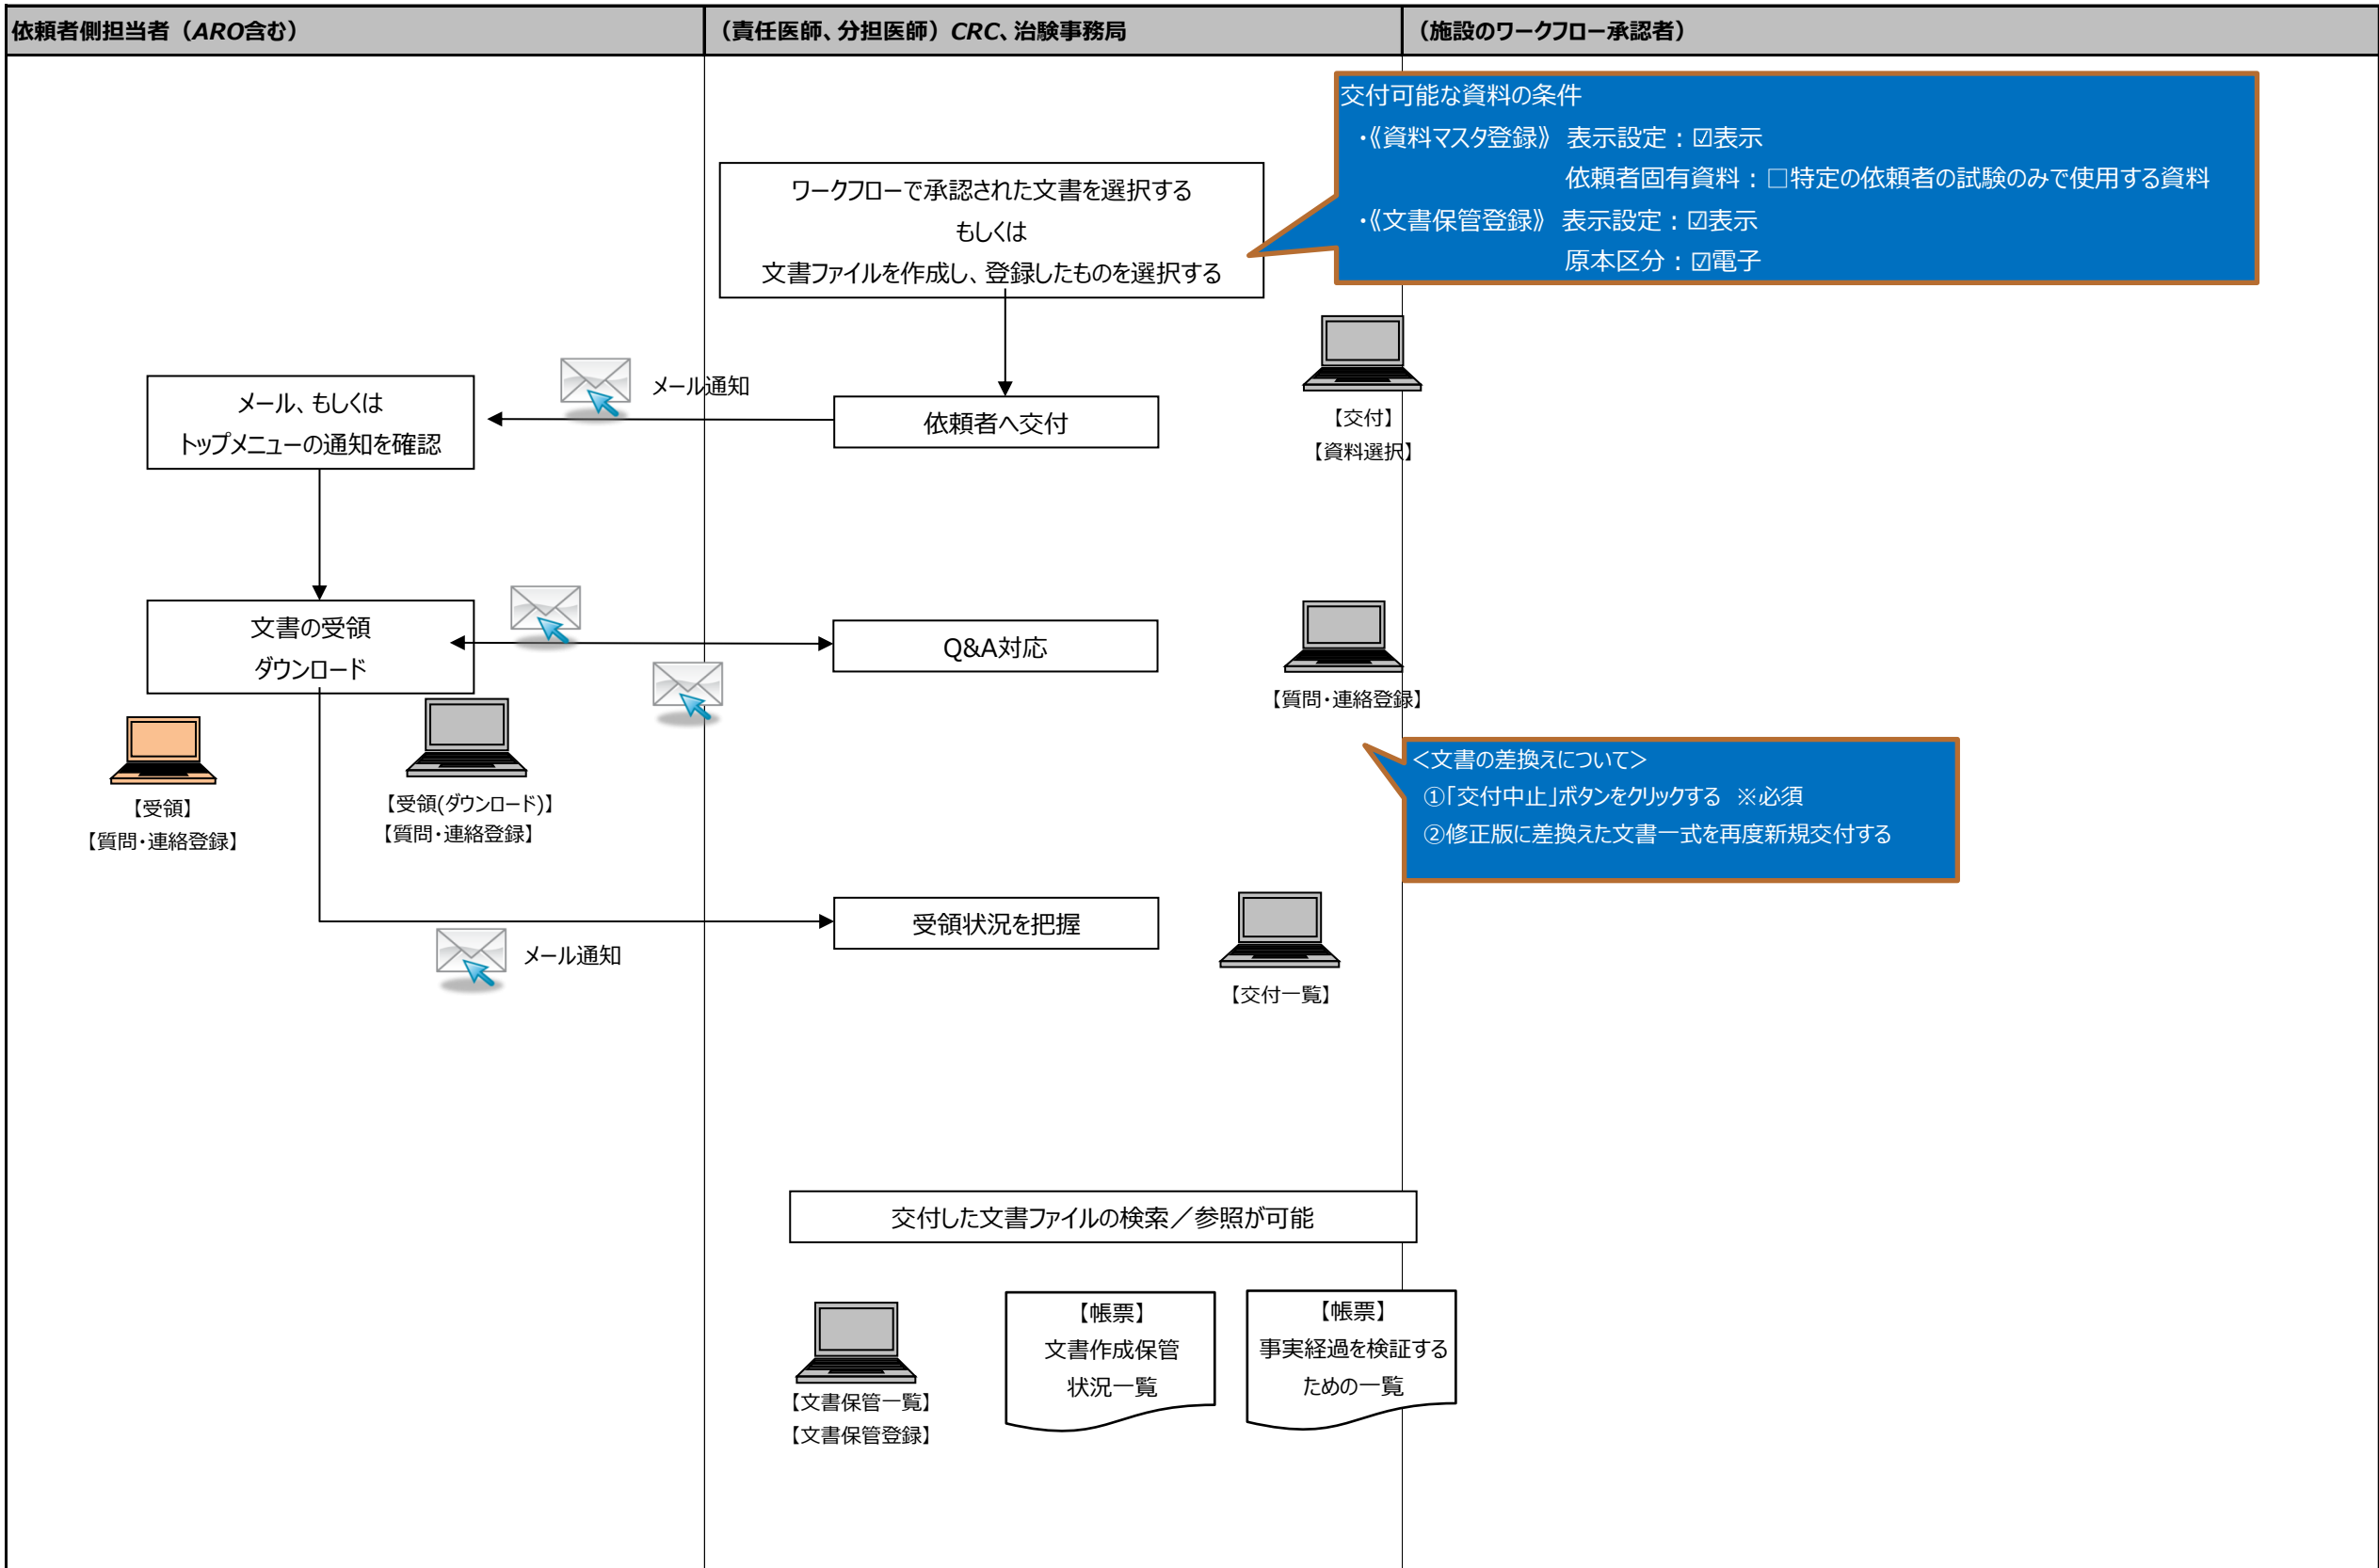 依頼者側担当者（ARO含む）
（責任医師、分担医師）CRC、治験事務局
（施設のワークフロー承認者）
交付可能な資料の条件
・《資料マスタ登録》 表示設定：☑表示
依頼者固有資料：□特定の依頼者の試験のみで使用する資料
・《文書保管登録》 表示設定：☑表示
原本区分：☑電子
ワークフローで承認された文書を選択する
もしくは
文書ファイルを作成し、登録したものを選択する
メール通知
メール、もしくは
トップメニューの通知を確認
依頼者へ交付
【交付】
【資料選択】
文書の受領
ダウンロード
Q&A対応
【質問・連絡登録】
【受領】
【質問・連絡登録】
【受領(ダウンロード)】
【質問・連絡登録】
＜文書の差換えについて＞
①「交付中止」ボタンをクリックする ※必須
②修正版に差換えた文書一式を再度新規交付する
受領状況を把握
メール通知
【交付一覧】
交付した文書ファイルの検索／参照が可能
【文書保管一覧】
【文書保管登録】
【帳票】
文書作成保管
状況一覧
【帳票】
事実経過を検証する
ための一覧